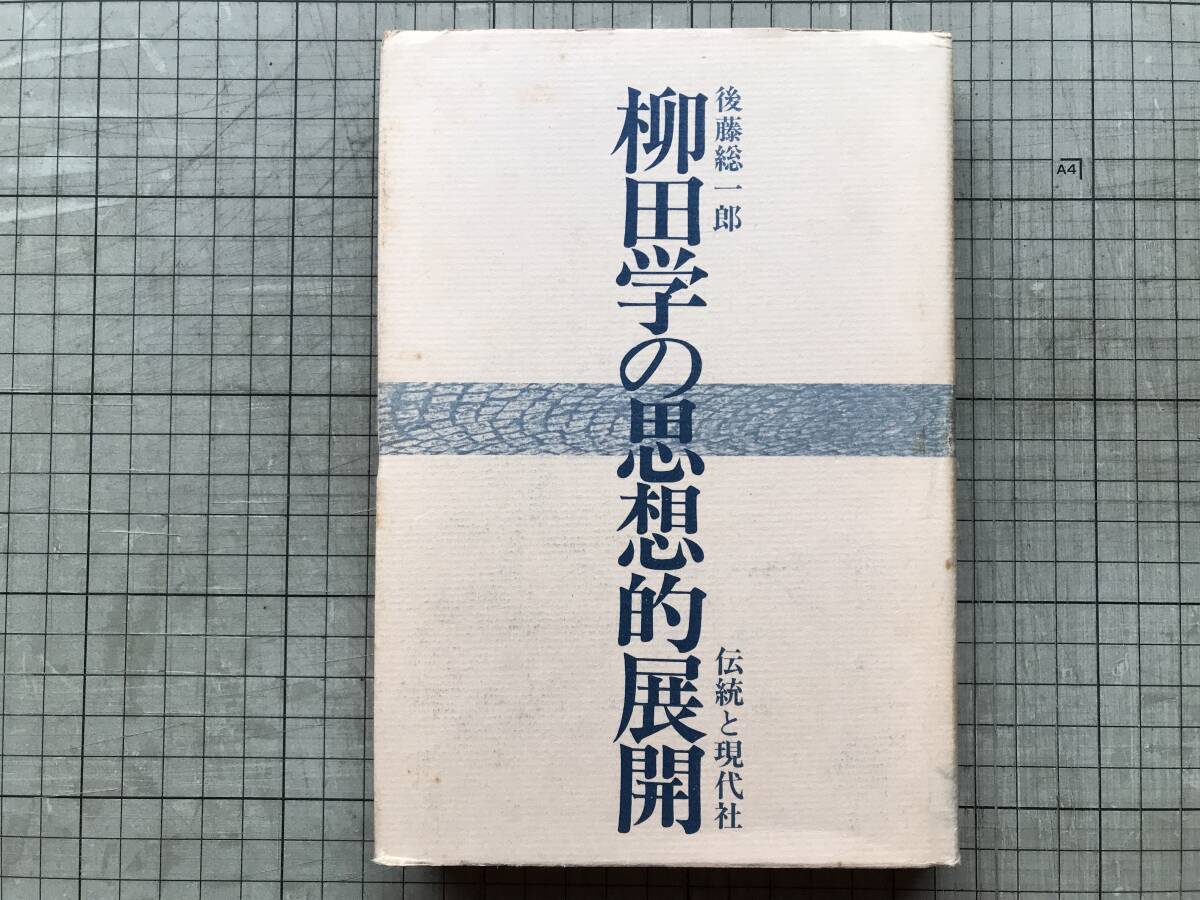 後藤総一郎
柳田学の思想的展開
伝統と現代社
A4